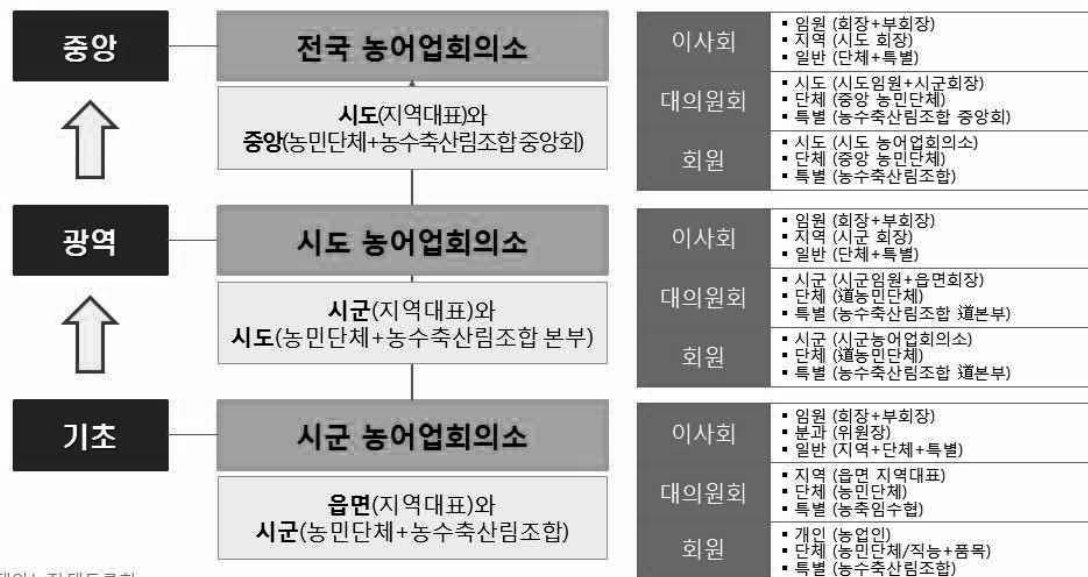 중앙
전국 농어업회의소
시도(지역대표)와
중앙(농민단체+농수축산림조합 중앙회)
이사회
▪ 임원 (회장+부회장)
▪ 지역 (시도 회장)
▪ 일반 (단체+특별)
대의원회
▪ 시도 (시도임원+시군회장)
▪ 단체 (중앙 농민단체)
▪ 특별 (농수축산림조합 중앙회)
회원
▪ 시도 (시도 농어업회의소)
▪ 단체 (중앙 농민단체)
▪ 특별 (농수축산림조합)
광역
시도 농어업회의소
시군(지역대표)와
시도(농민단체+농수축산림조합 본부)
이사회
▪ 임원 (회장+부회장)
▪ 지역 (시군 회장)
▪ 일반 (단체+특별)
대의원회
▪ 시군 (시군임원+읍면회장)
▪ 단체 (道농민단체)
▪ 특별 (농수축산림조합 道본부)
회원
▪ 시군 (시군농어업회의소)
▪ 단체 (道농민단체)
▪ 특별 (농수축산림조합 道본부)
기초
시군 농어업회의소
읍면(지역대표)와
시군(농민단체+농수축산림조합)
이사회
▪ 임원 (회장+부회장)
▪ 분과 (위원장)
▪ 일반 (지역+단체+특별)
대의원회
▪ 지역 (읍면 지역대표)
▪ 단체 (농민단체)
▪ 특별 (농축임수협)
회원
▪ 개인 (농업인)
▪ 단체 (농민단체/직능+품목)
▪ 특별 (농수축산림조합)